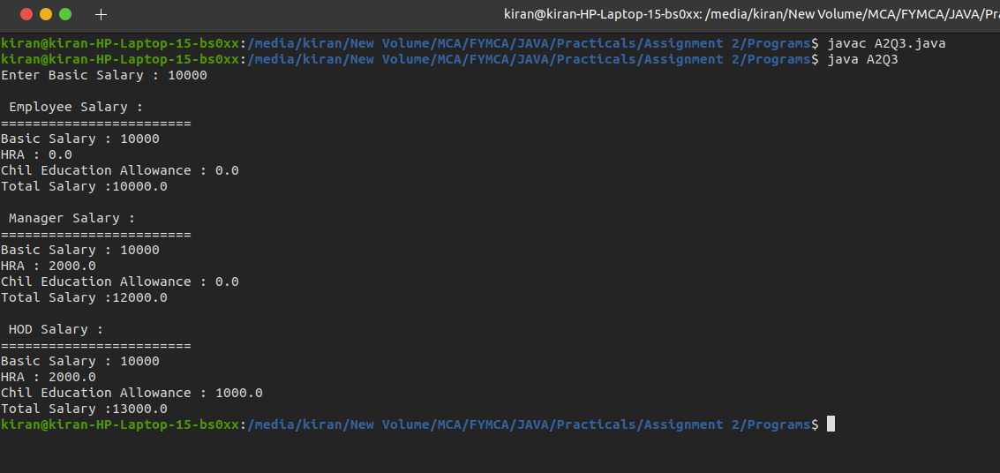 kiran@kiran-HP-Laptop-15-bs0xx: /media/kiran/New Volume/MCA/FYMCA/JAVA/Pra
kiran@kiran-HP-Laptop-15-bs0xx:/media/kiran/New Volume/MCA/FYMCA/JAVA/Practicals/Assignment 2/Programs$ javac A2Q3.java
kiran@kiran-HP-Laptop-15-bs0xx:/media/kiran/New Volume/MCA/FYMCA/JAVA/Practicals/Assignment 2/Programs$ java A2Q3
Enter Basic Salary : 10000
Employee Salary :
========================
Basic Salary : 10000
HRA : 0.0
Chil Education Allowance : 0.0
Total Salary :10000.0
Manager Salary :
========================
Basic Salary : 10000
HRA : 2000.0
Chil Education Allowance : 0.0
Total Salary :12000.0
HOD Salary :
========================
Basic Salary : 10000
HRA : 2000.0
Chil Education Allowance : 1000.0
Total Salary :13000.0
kiran@kiran-HP-Laptop-15-bs0xx:/media/kiran/New Volume/MCA/FYMCA/JAVA/Practicals/Assignment 2/Programs$